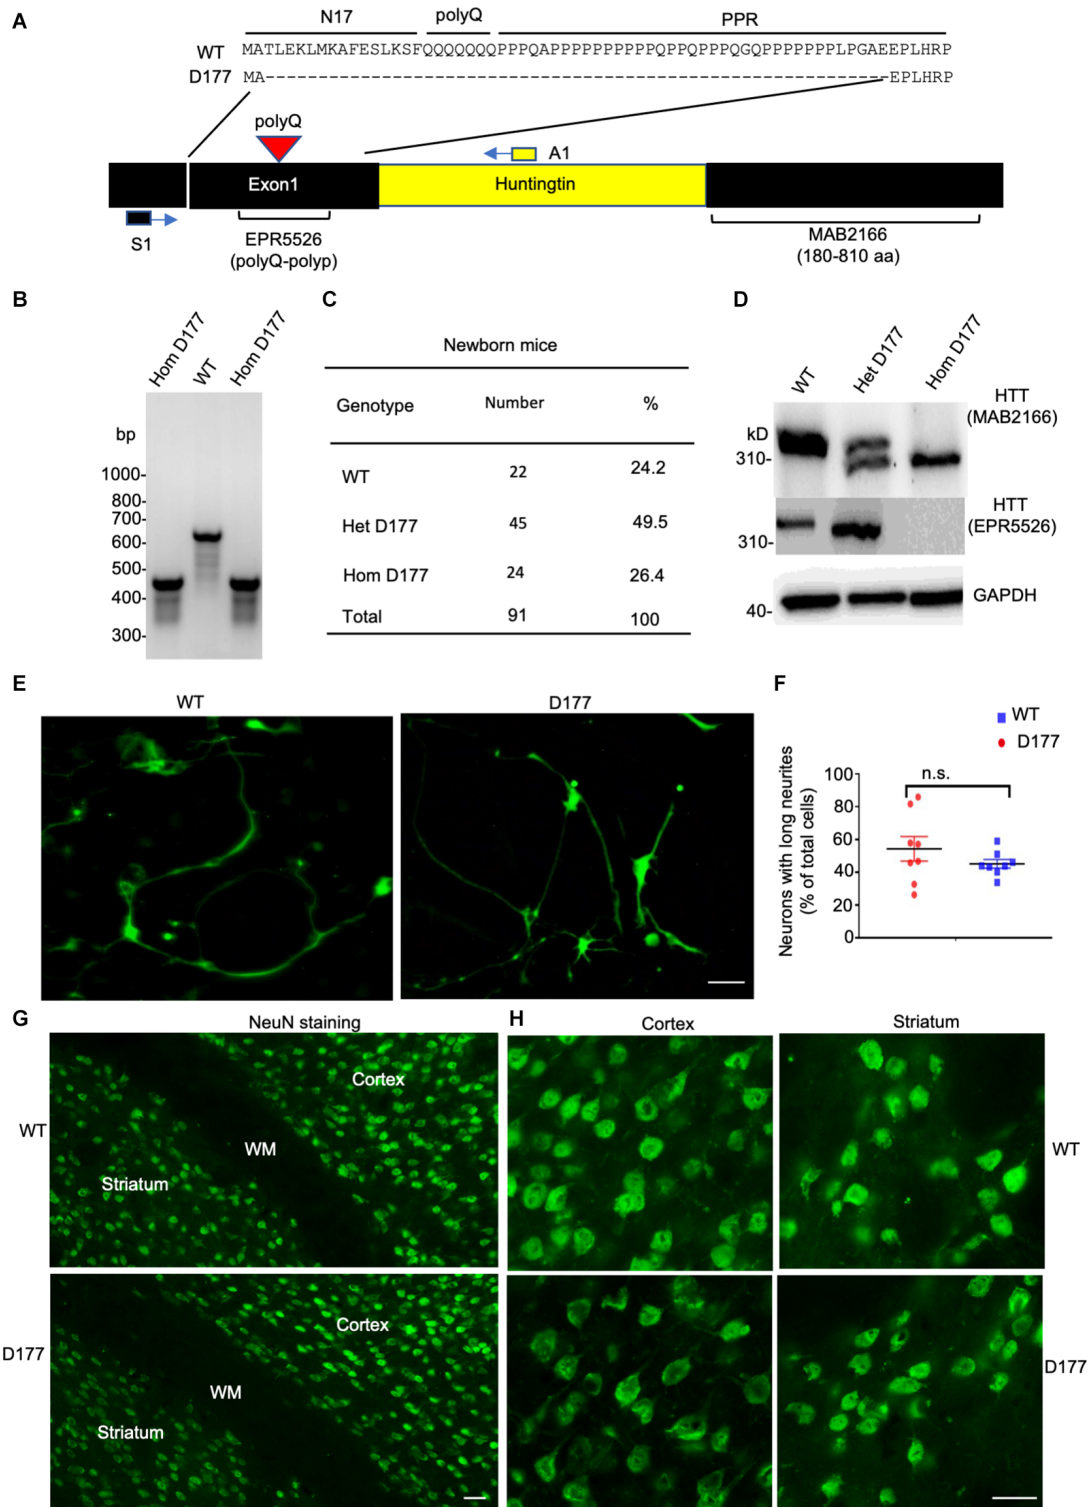 A
N17 polyQ PPR
WT MATLEKLMKAFESLKSFQQQQQQQPPPQAPPPPPPPPPPPQPPQPPPQGQPPPPPPPLPGAEEPLHRP
D177 MA------------------------------------------------------------EPLHRP
polyQ
A1
Exon1 Huntingtin
S1
EPR5526
(polyQ-polyp)
MAB2166
(180-810 aa)
B
Hom D177 WT Hom D177
bp
1000-
800-
700-
600-
500-
400-
300-
C
Newborn mice
Genotype Number %
WT 22 24.2
Het D177 45 49.5
Hom D177 24 26.4
Total 91 100
D
WT Het D177 Hom D177
HTT
(MAB2166)
kD
310-
HTT
(EPR5526)
310-
GAPDH
40-
E
WT D177
F
WT
D177
n.s.
Neurons with long neurites
(% of total cells)
100
80
60
40
20
0
G
NeuN staining
WT
Cortex
WM
Striatum
D177
Cortex
WM
Striatum
H
Cortex Striatum
WT
D177